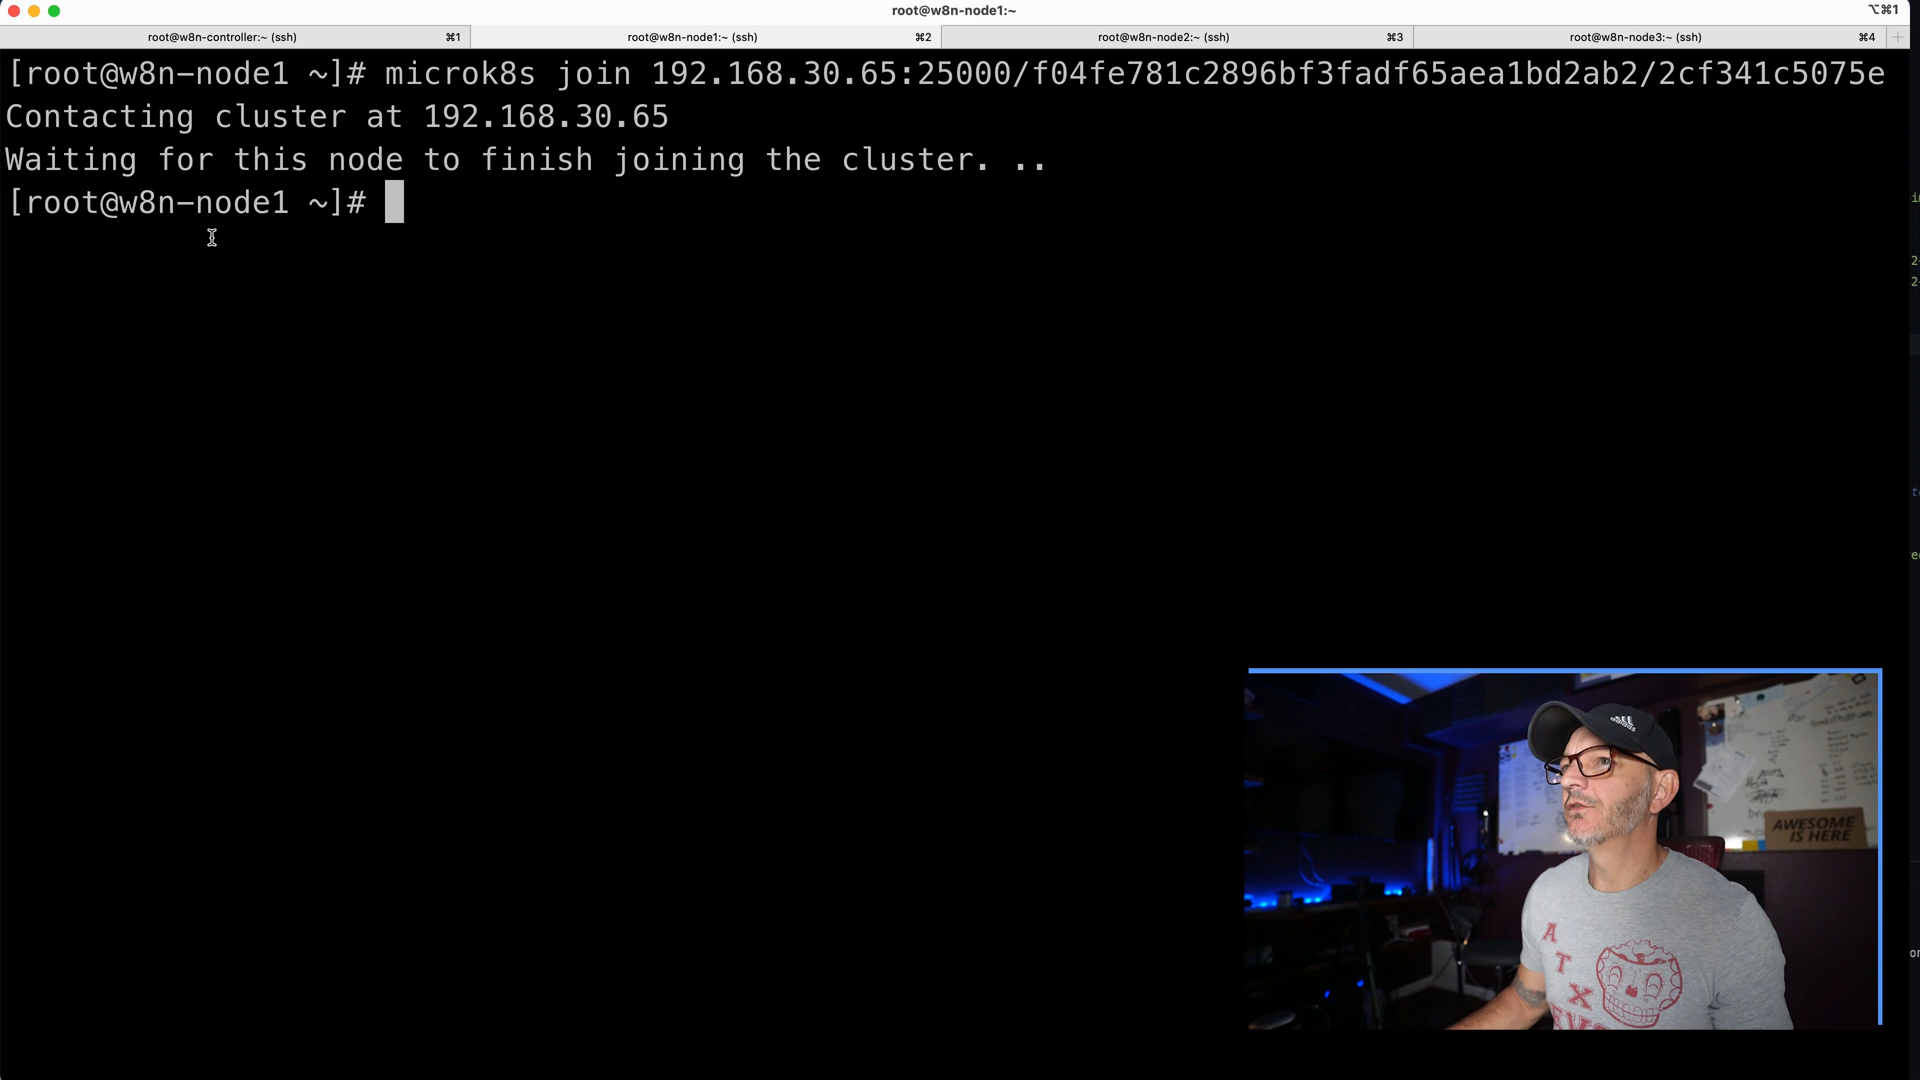 root@w8n-node1:~
⌥⌘1
root@w8n-controller:~ (ssh) ⌘1
root@w8n-node1:~ (ssh) ⌘2
root@w8n-node2:~ (ssh) ⌘3
root@w8n-node3:~ (ssh) ⌘4
[root@w8n-node1 ~]# microk8s join 192.168.30.65:25000/f04fe781c2896bf3fadf65aea1bd2ab2/2cf341c5075e
Contacting cluster at 192.168.30.65
Waiting for this node to finish joining the cluster. ..
[root@w8n-node1 ~]#
adidas
AWESOME
IS HERE
A
T
X